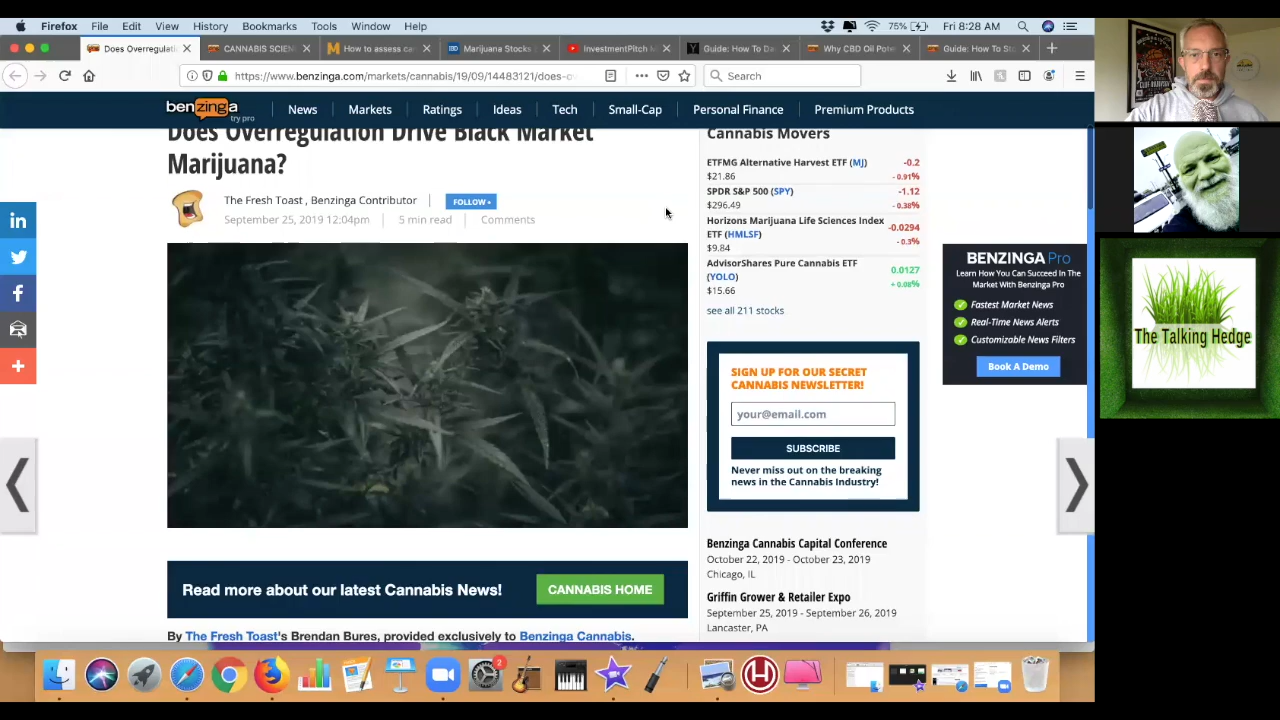 Firefox File Edit View History Bookmarks Tools Window Help 75% Fri 8:28 AM
Does Overregulati
CANNABIS SCIEN
How to assess can
Marijuana Stocks
InvestmentPitch M
Guide: How To Da
Why CBD Oil Pote
Guide: How To Sto
https://www.benzinga.com/markets/cannabis/19/09/14483121/does-ov
Search
benzinga
try pro
News Markets Ratings Ideas Tech Small-Cap Personal Finance Premium Products
Does Overregulation Drive Black Market
Marijuana?
The Fresh Toast , Benzinga Contributor
FOLLOW +
September 25, 2019 12:04pm 5 min read Comments
Read more about our latest Cannabis News!
CANNABIS HOME
By The Fresh Toast's Brendan Bures, provided exclusively to Benzinga Cannabis.
Cannabis Movers
ETFMG Alternative Harvest ETF (MJ) -0.2
$21.86 - 0.91%
SPDR S&P 500 (SPY) -1.12
$296.49 - 0.38%
Horizons Marijuana Life Sciences Index -0.0294
ETF (HMLSF) - 0.3%
$9.84
AdvisorShares Pure Cannabis ETF 0.0127
(YOLO) + 0.08%
$15.66
see all 211 stocks
SIGN UP FOR OUR SECRET
CANNABIS NEWSLETTER!
your@email.com
SUBSCRIBE
Never miss out on the breaking
news in the Cannabis Industry!
Benzinga Cannabis Capital Conference
October 22, 2019 - October 23, 2019
Chicago, IL
Griffin Grower & Retailer Expo
September 25, 2019 - September 26, 2019
Lancaster, PA
BENZINGA Pro
Learn How You Can Succeed In The
Market With Benzinga Pro
Fastest Market News
Real-Time News Alerts
Customizable News Filters
Book A Demo
The Talking Hedge
2